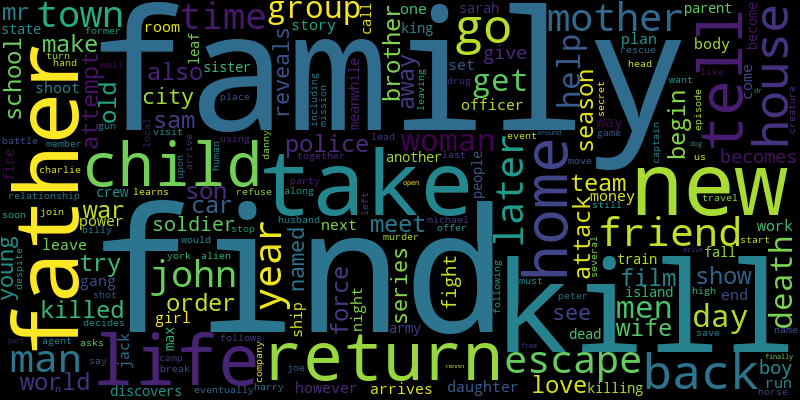 mr
town
time
group
call
one
king
sarah
mother
go
plan
rescue
parent
become
state
former
room
story
brother
away
give
set
help
body
head
tell
house
family
school
make
turn
hand
well
leaf
sister
reveals
including
mission
meanwhile
leaving
get
drug
officer
season
secret
want
like
episode
dr
come
creature
shoot
attempt
also
place
old
city
gun
battle
member
local
visit
arrive
upon
human
using
sam
danny
police
woman
lead
event
around
way
game
captain
dog
us
begin
becomes
father
fire
charlie
child
together
another
last
later
home
move
new
relationship
learns
son
refuse
party
along
take
people
open
team
money
travel
soon
join
crew
war
car
husband
left
michael
still
young
despite
power
billy
soldier
would
stop
year
named
meet
offer
murder
next
attack
friend
drive
try
leave
york
alien
find
train
several
fall
work
start
gang
john
force
series
fight
following
must
film
show
death
killed
shot
order
ship
night
army
kill
island
high
end
decides
girl
see
peter
men
day
save
name
part
agent
asks
jack
max
follows
company
dead
free
wife
finally
man
say
life
camp
break
return
escape
back
boy
world
discovers
eventually
harry
joe
however
arrives
daughter
love
killing
run
horse